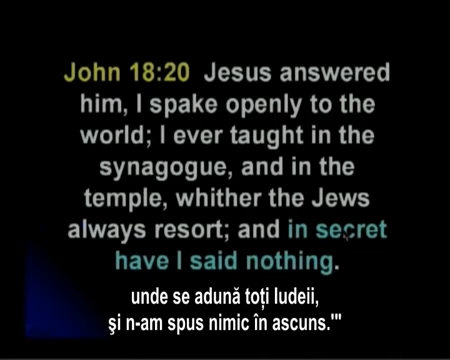 John 18:20 Jesus answered
him, I spake openly to the
world; I ever taught in the
synagogue, and in the
temple, whither the Jews
always resort; and in secret
have I said nothing.
unde se adună toţi Iudeii,
şi n-am spus nimic în ascuns.'"